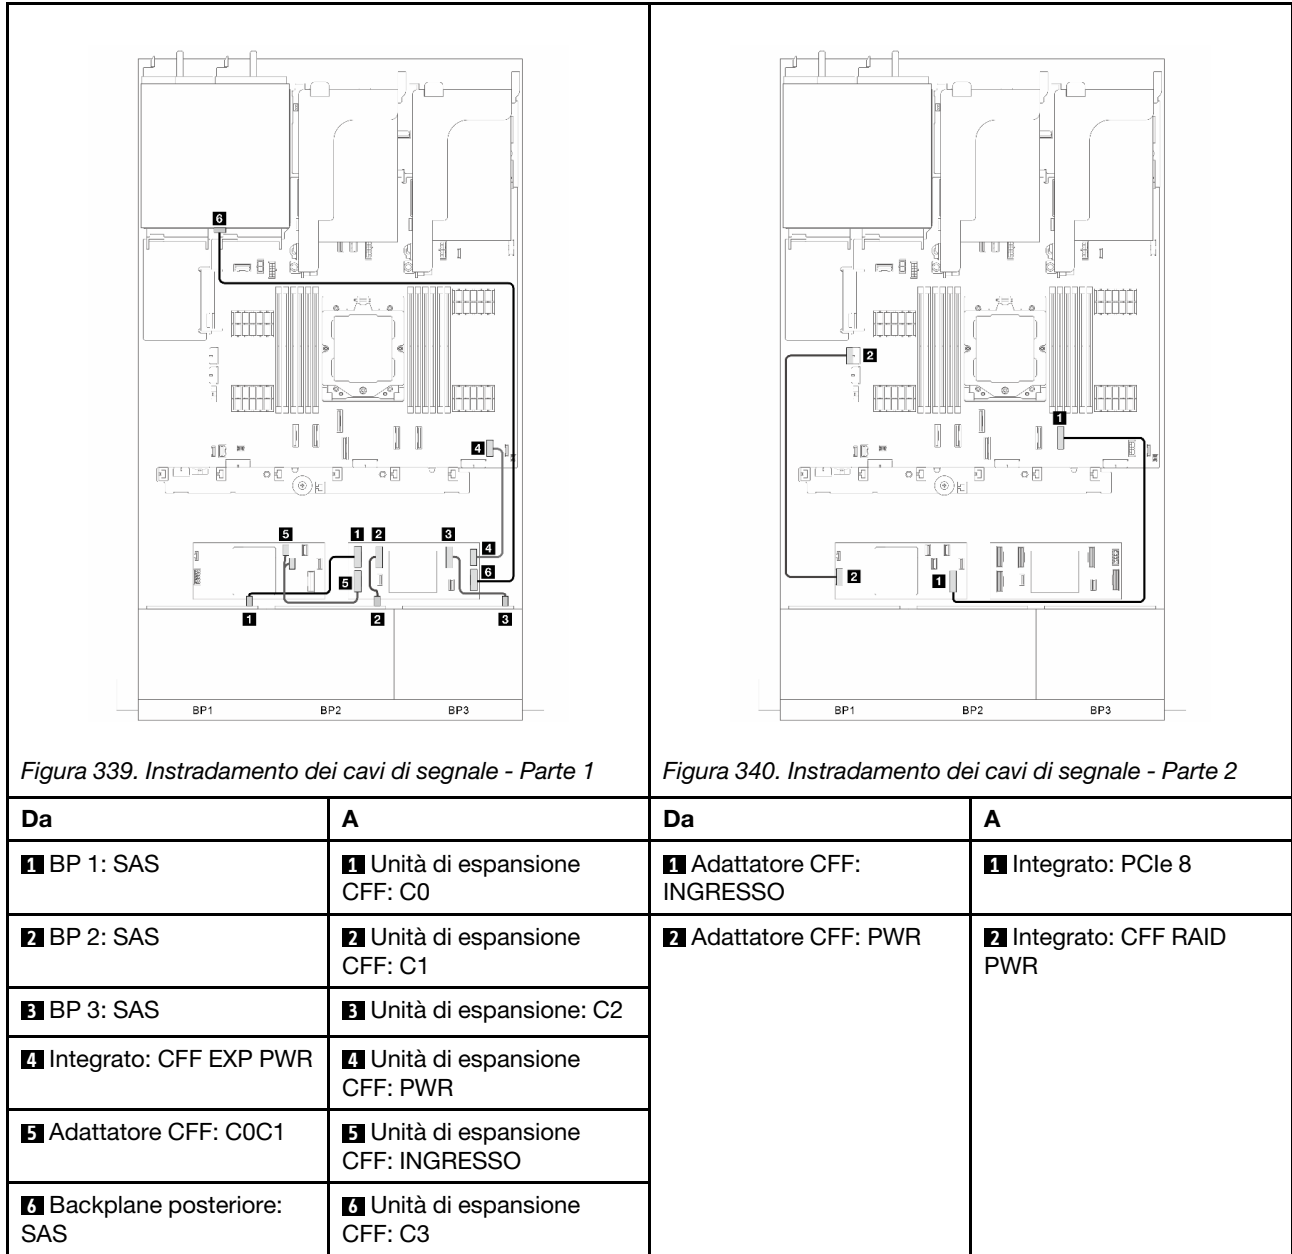 6
4
5
1
2
3
4
5
6
1
2
3
BP1
BP2
BP3
Figura 339. Instradamento dei cavi di segnale - Parte 1
2
1
2
1
BP1
BP2
BP3
Figura 340. Instradamento dei cavi di segnale - Parte 2
Da
A
Da
A
1 BP 1: SAS
1 Unità di espansione
CFF: C0
1 Adattatore CFF:
INGRESSO
1 Integrato: PCIe 8
2 BP 2: SAS
2 Unità di espansione
CFF: C1
2 Adattatore CFF: PWR
2 Integrato: CFF RAID
PWR
3 BP 3: SAS
3 Unità di espansione: C2
4 Integrato: CFF EXP PWR
4 Unità di espansione
CFF: PWR
5 Adattatore CFF: C0C1
5 Unità di espansione
CFF: INGRESSO
6 Backplane posteriore:
SAS
6 Unità di espansione
CFF: C3